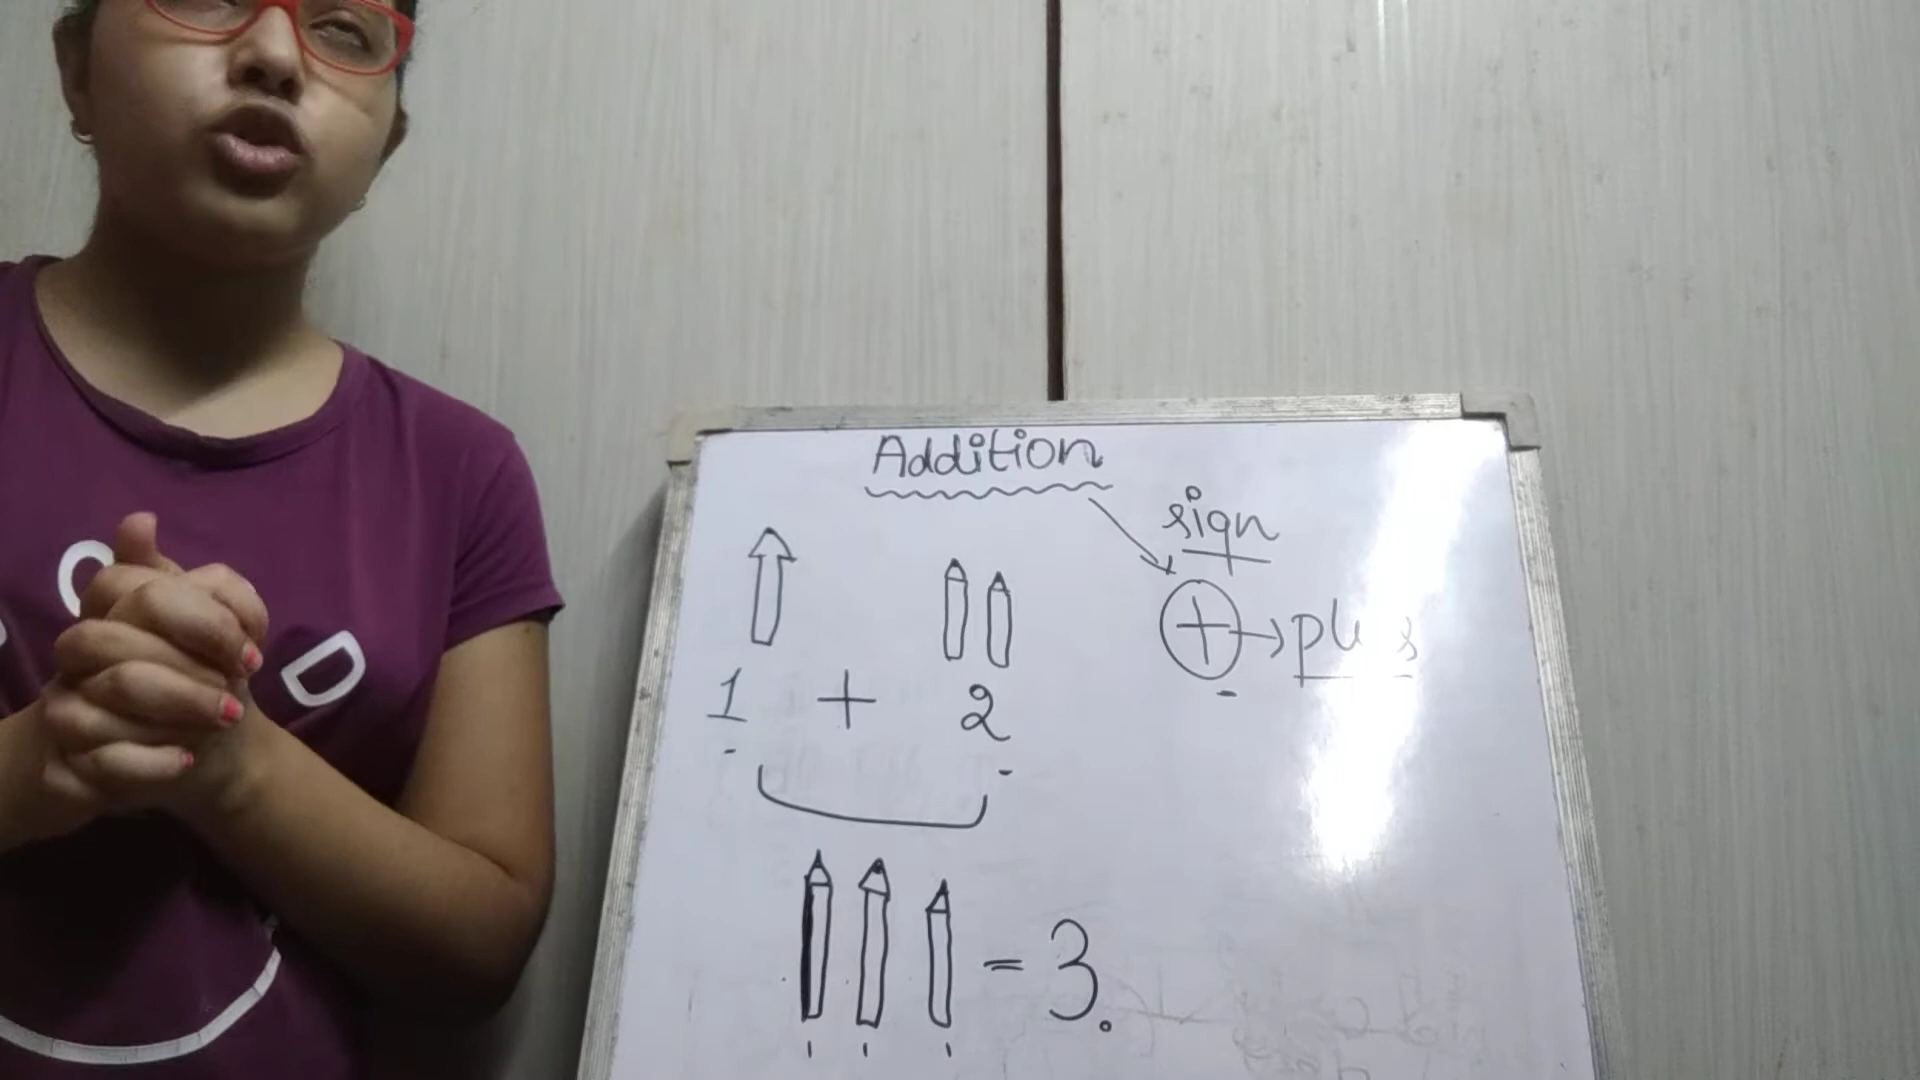 Addition
sign
+ → plus
1 + 2
= 3.